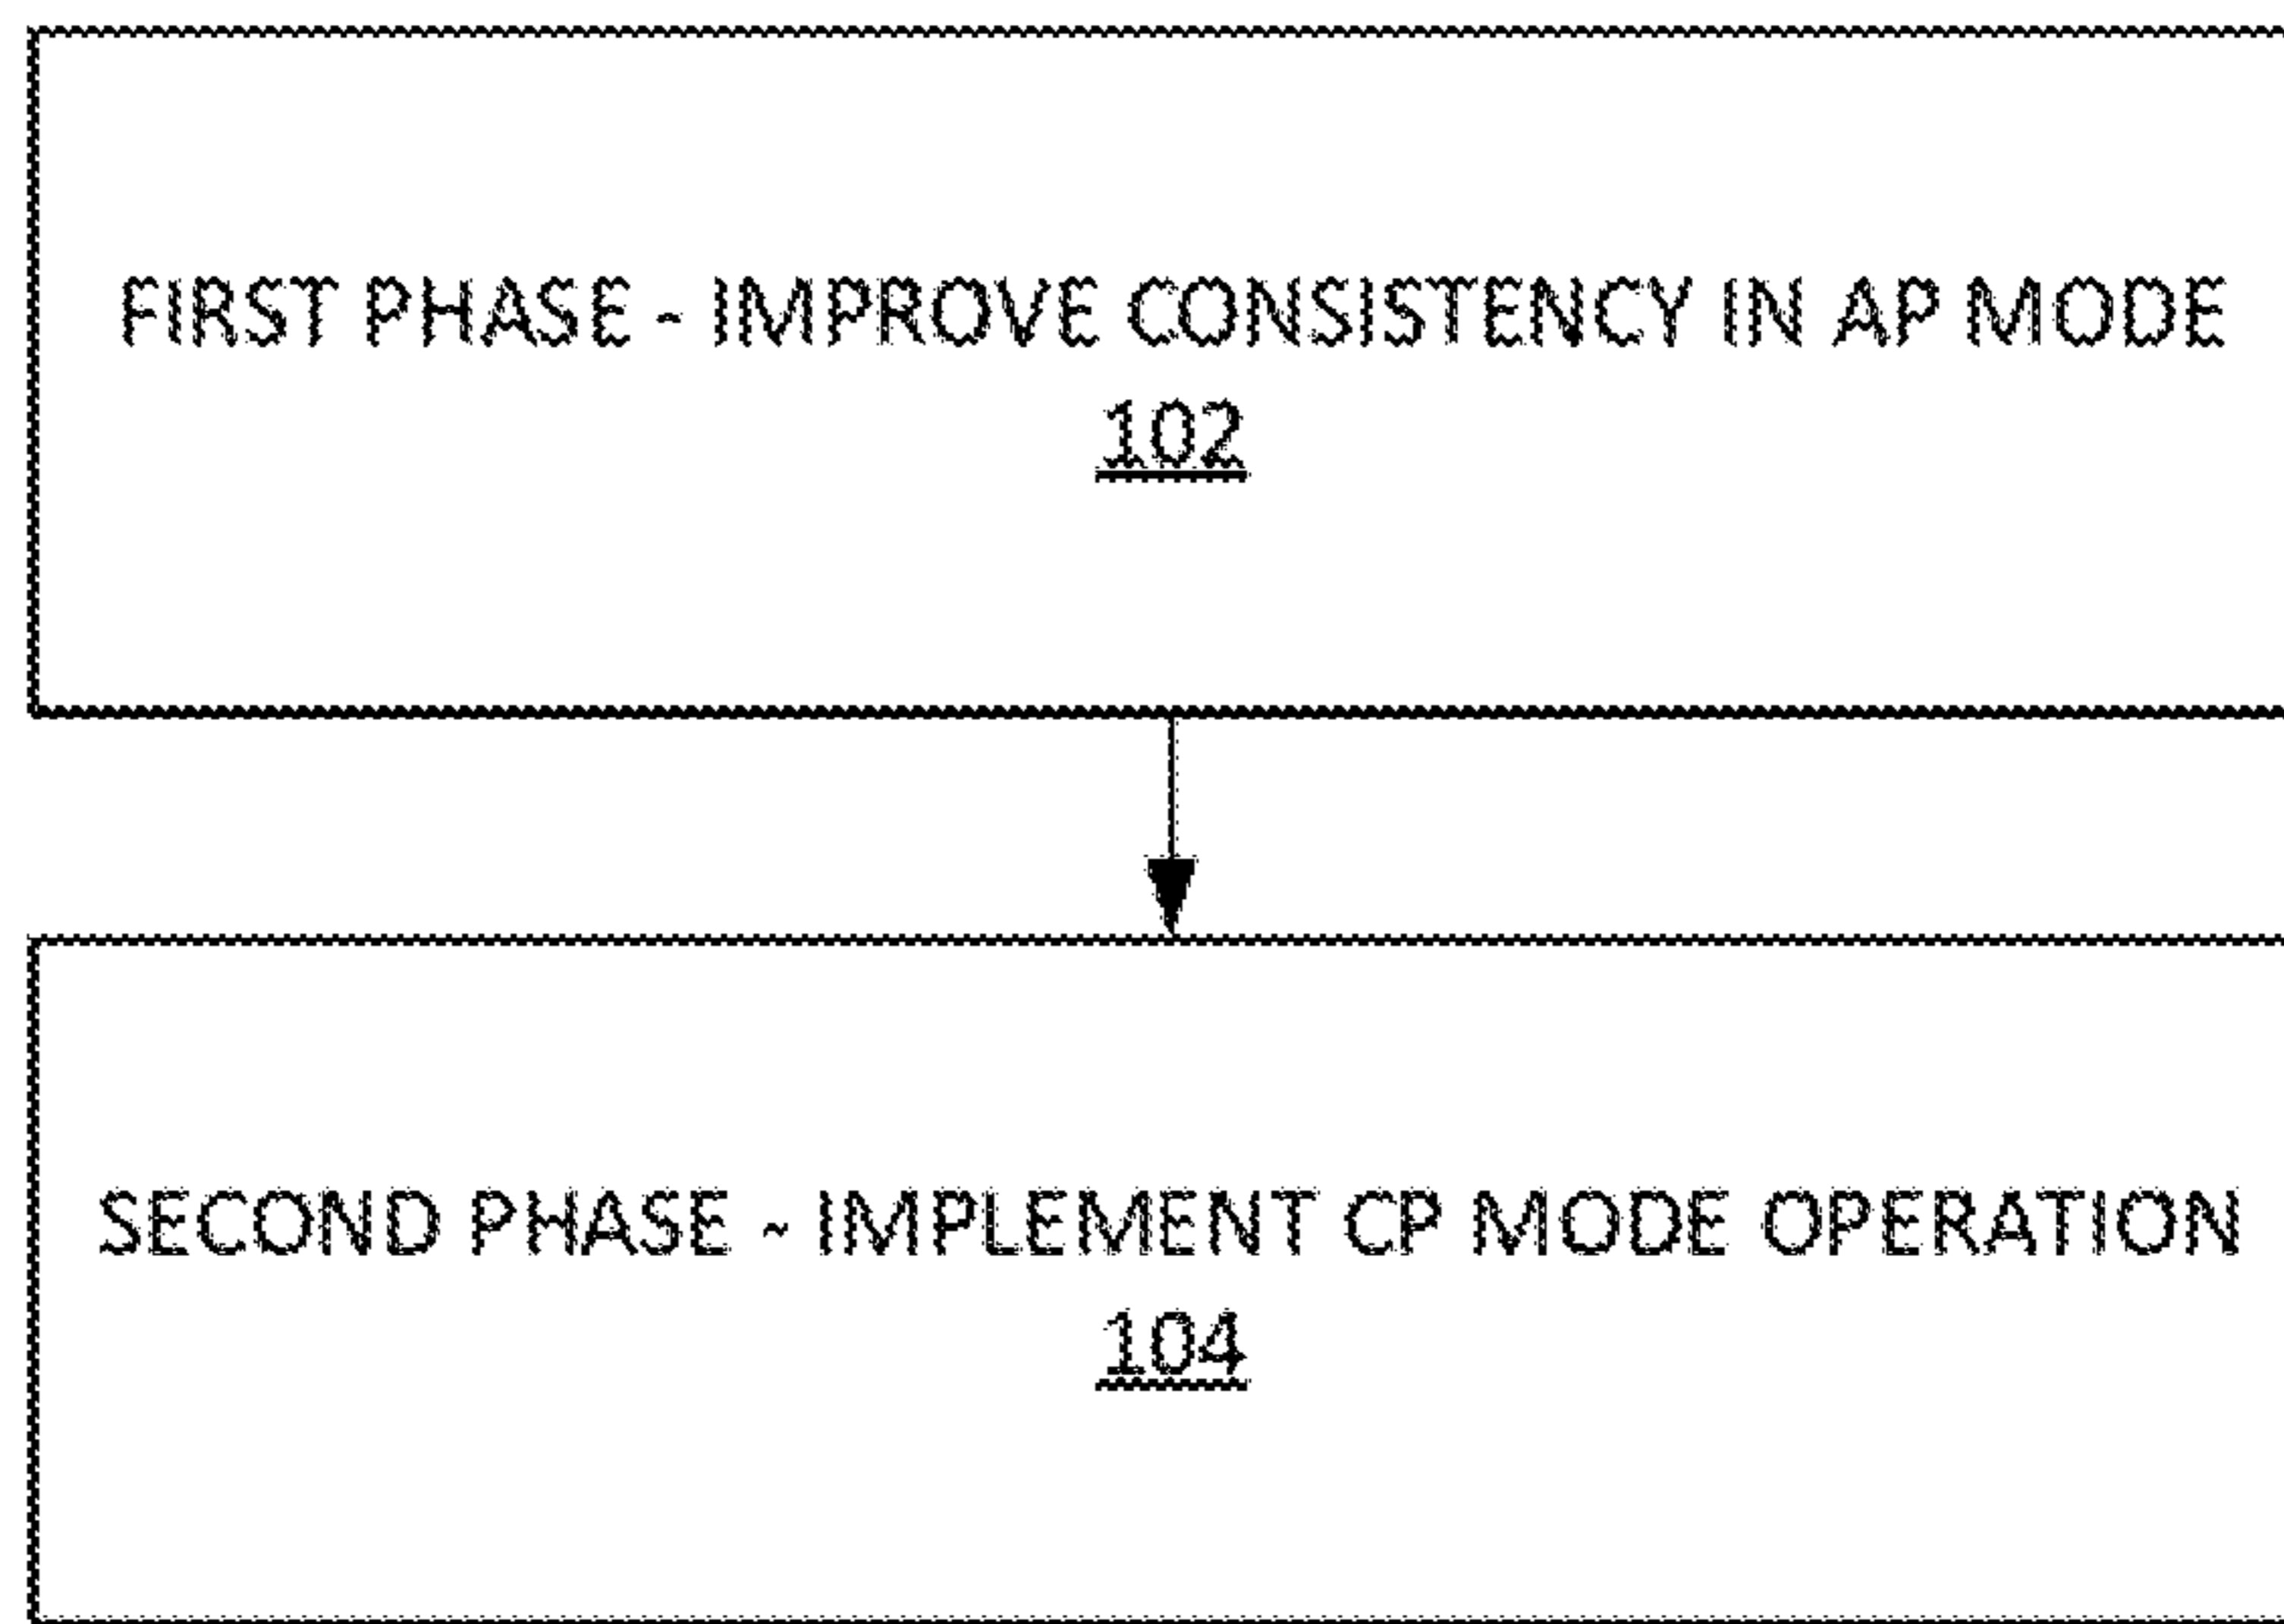 FIRST PHASE - IMPROVE CONSISTENCY IN AP MODE
102
SECOND PHASE - IMPLEMENT CP MODE OPERATION
104